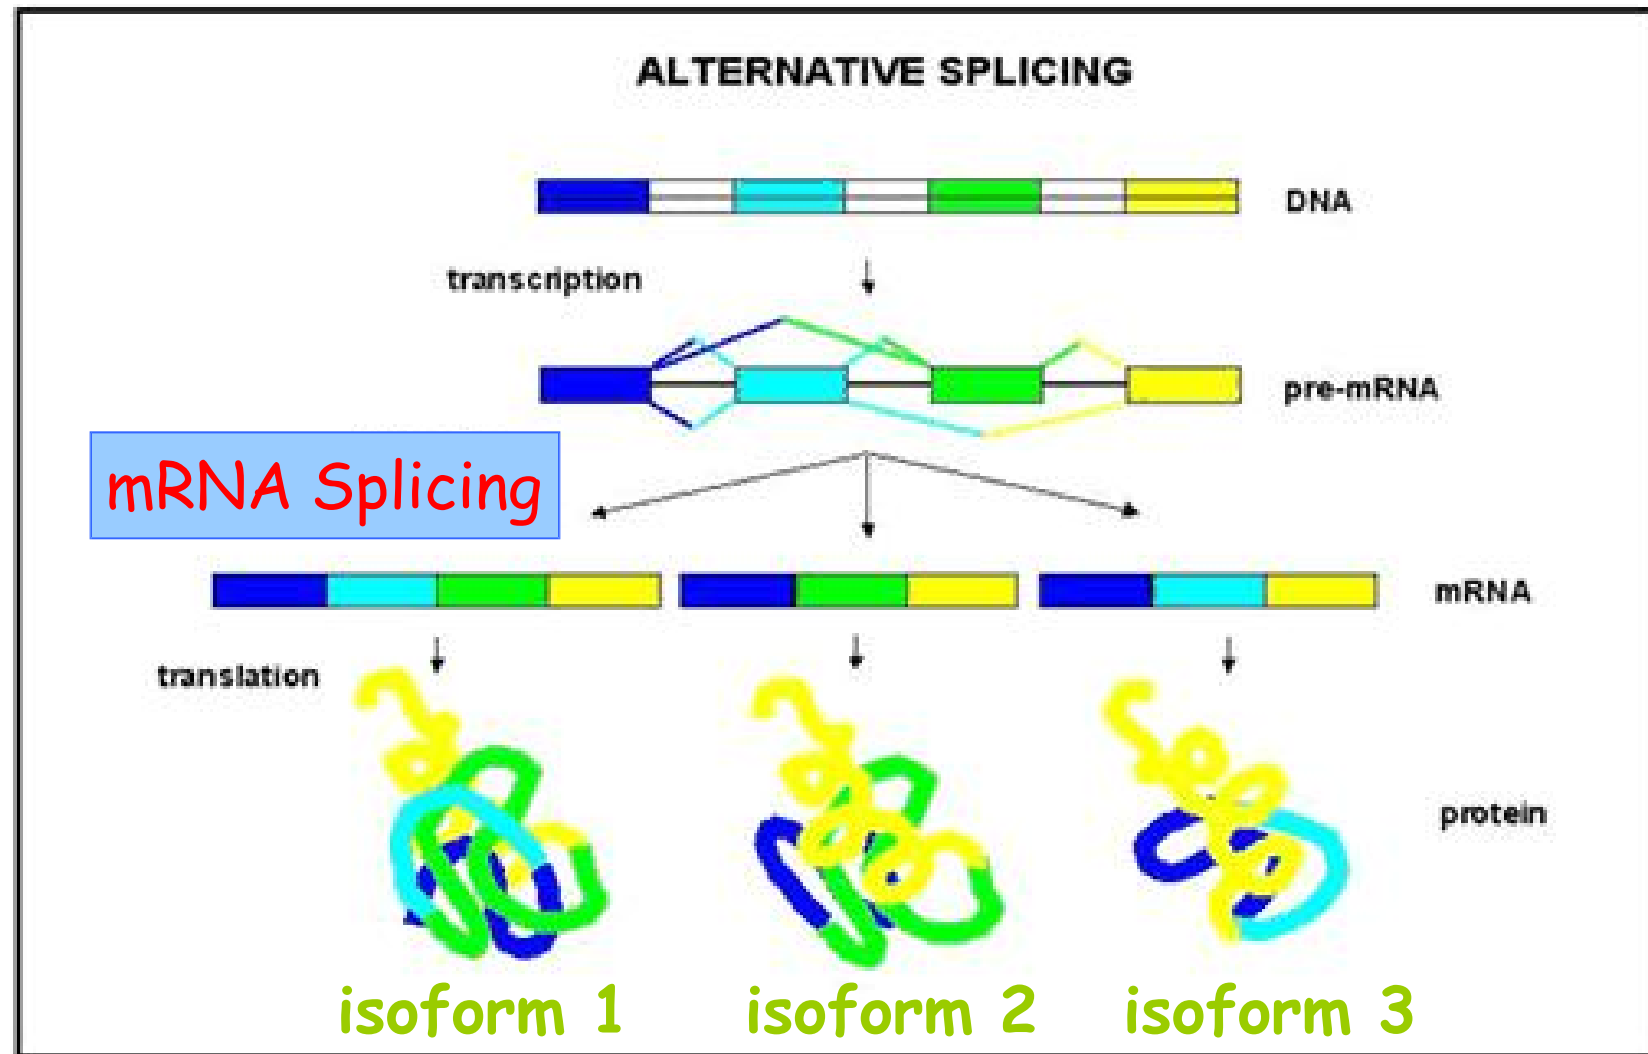 ALTERNATIVE SPLICING
DNA
transcription
pre-mRNA
mRNA Splicing
mRNA
translation
protein
isoform 1
isoform 2
isoform 3